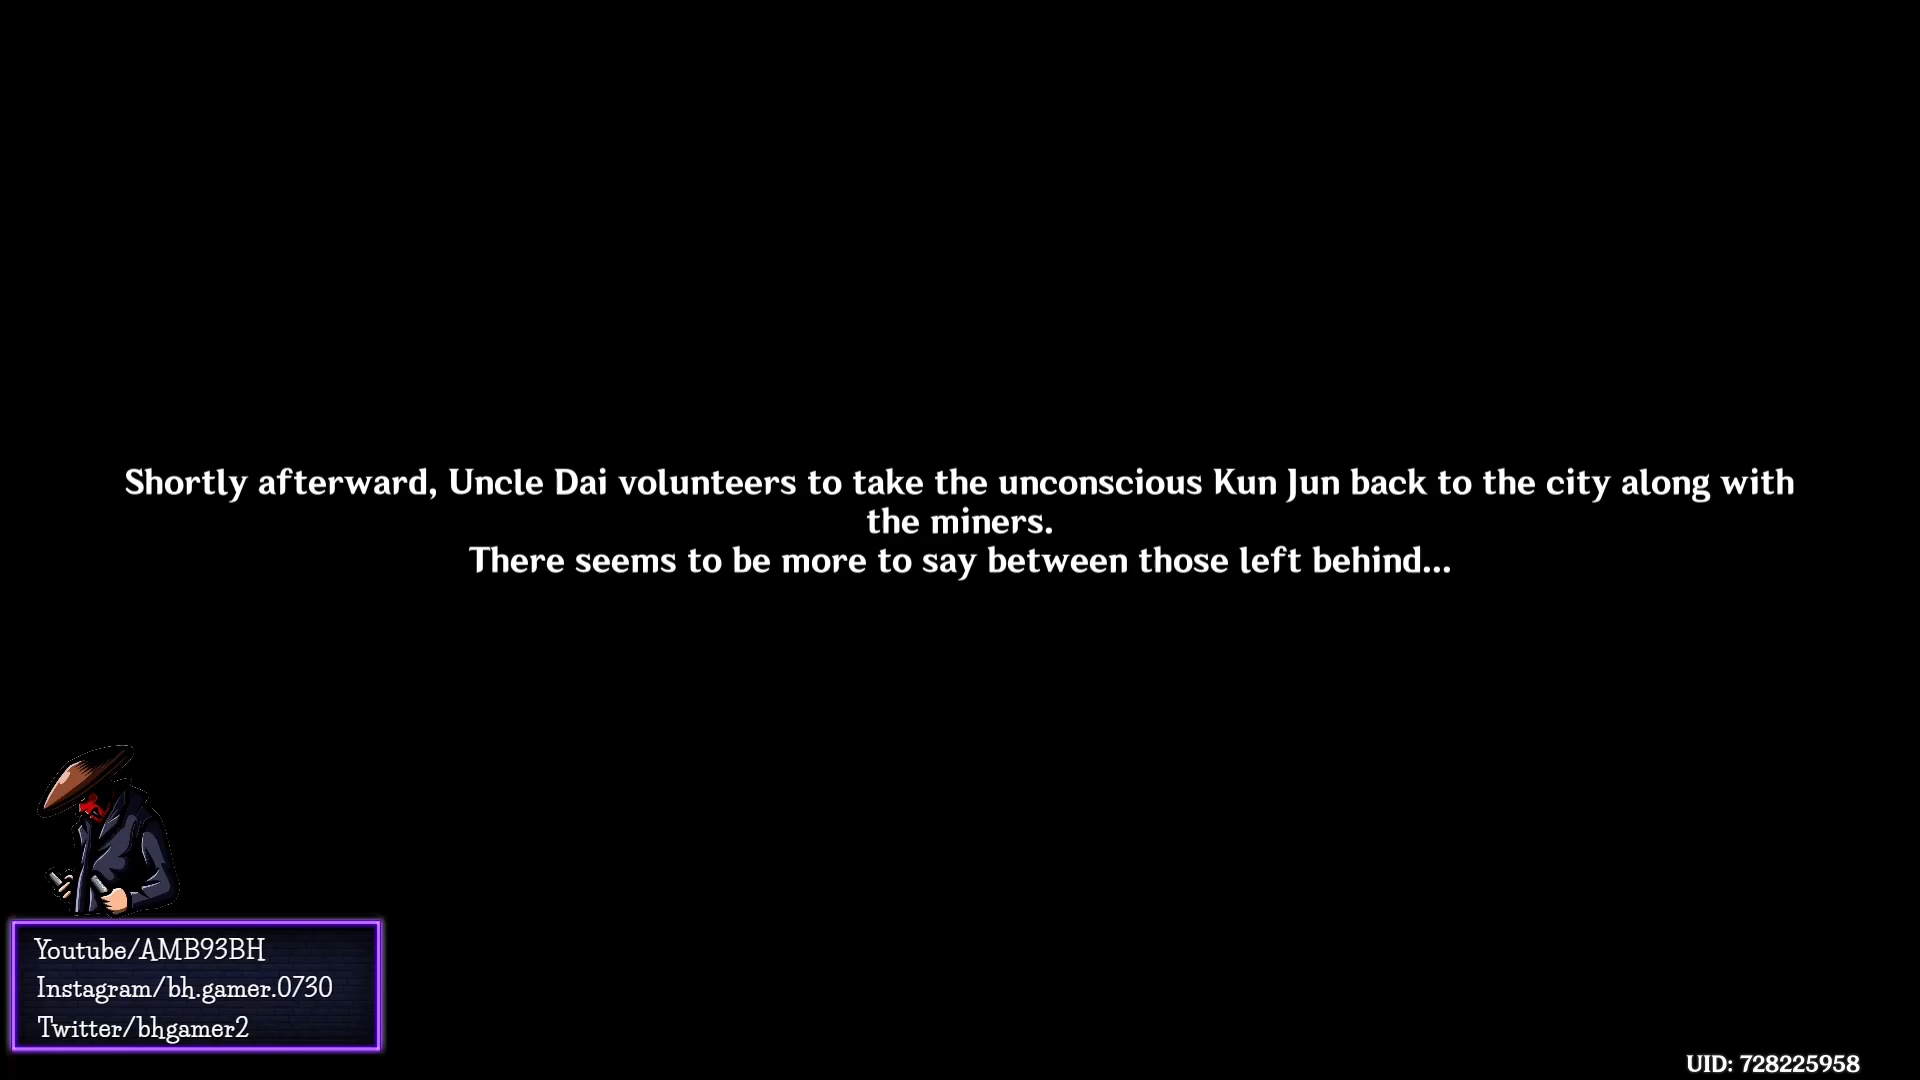 Shortly afterward, Uncle Dai volunteers to take the unconscious Kun Jun back to the city along with
the miners.
There seems to be more to say between those left behind...
Youtube/AMB93BH
Instagram/bh.gamer.0730
Twitter/bhgamer2
UID: 728225958